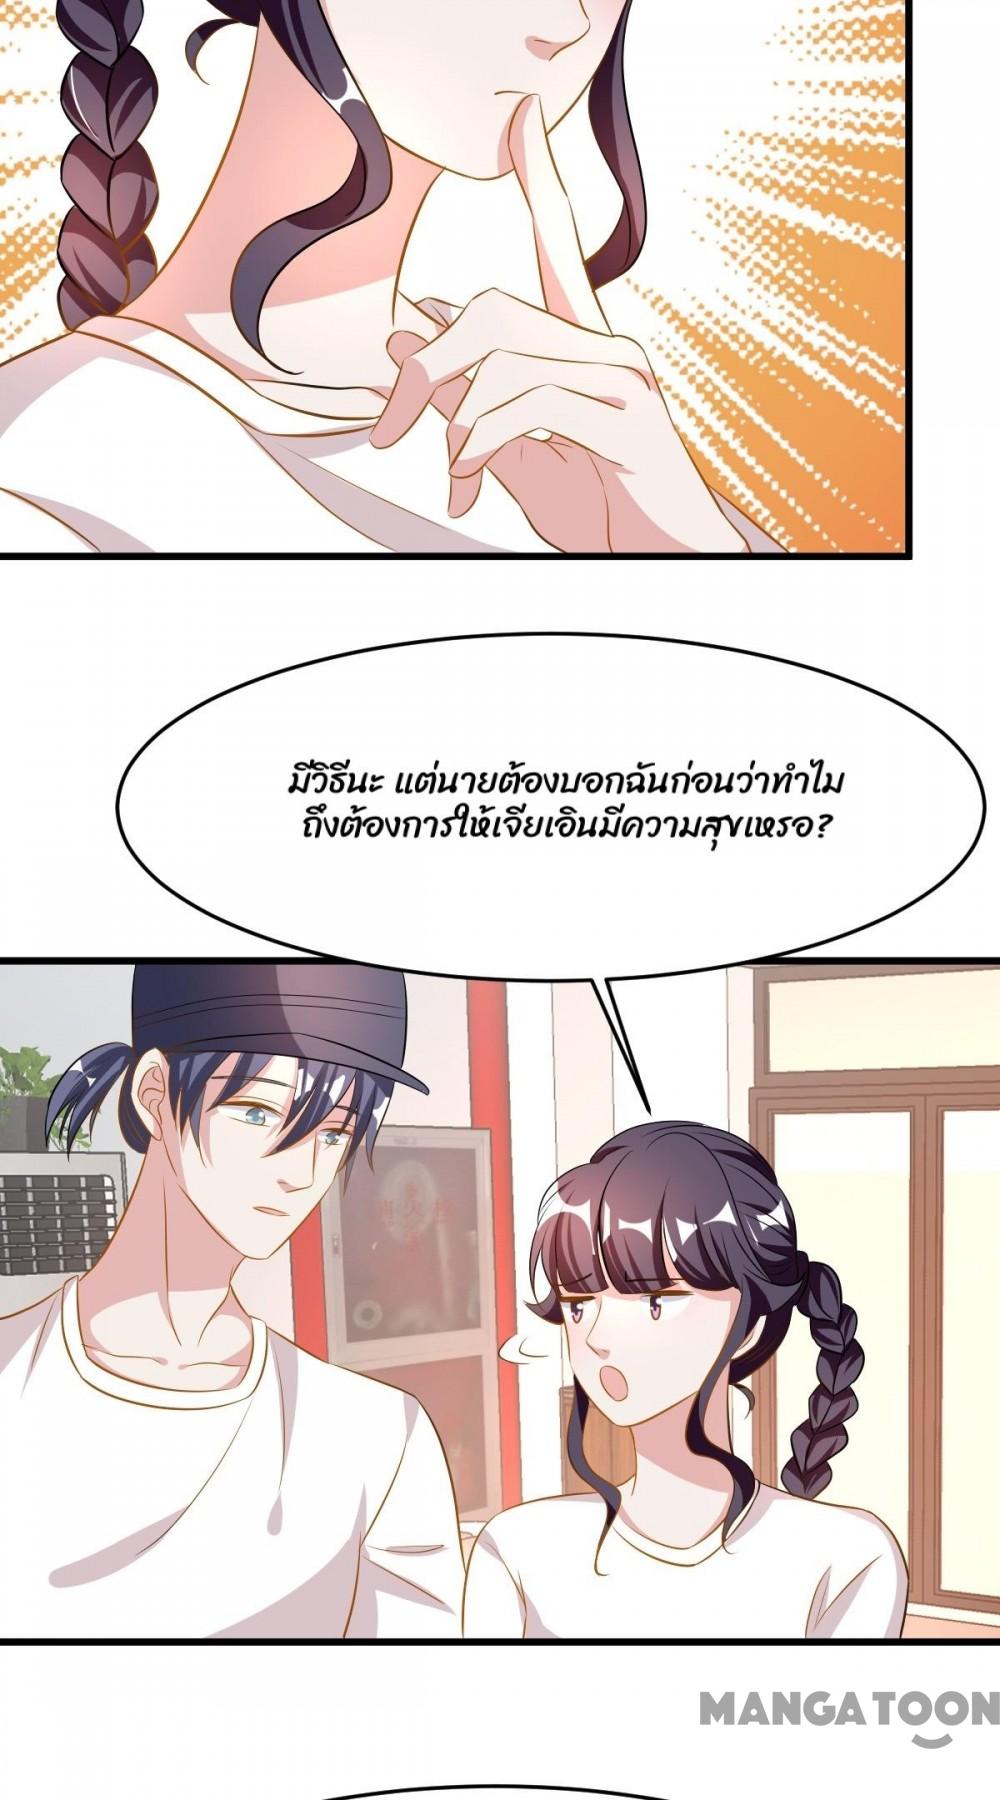 มีวิธีนะ แต่นายต้องบอกฉันก่อนว่าทำไม
ถึงต้องการให้เจียเอินมีความสุขเหรอ?
MANGATOON